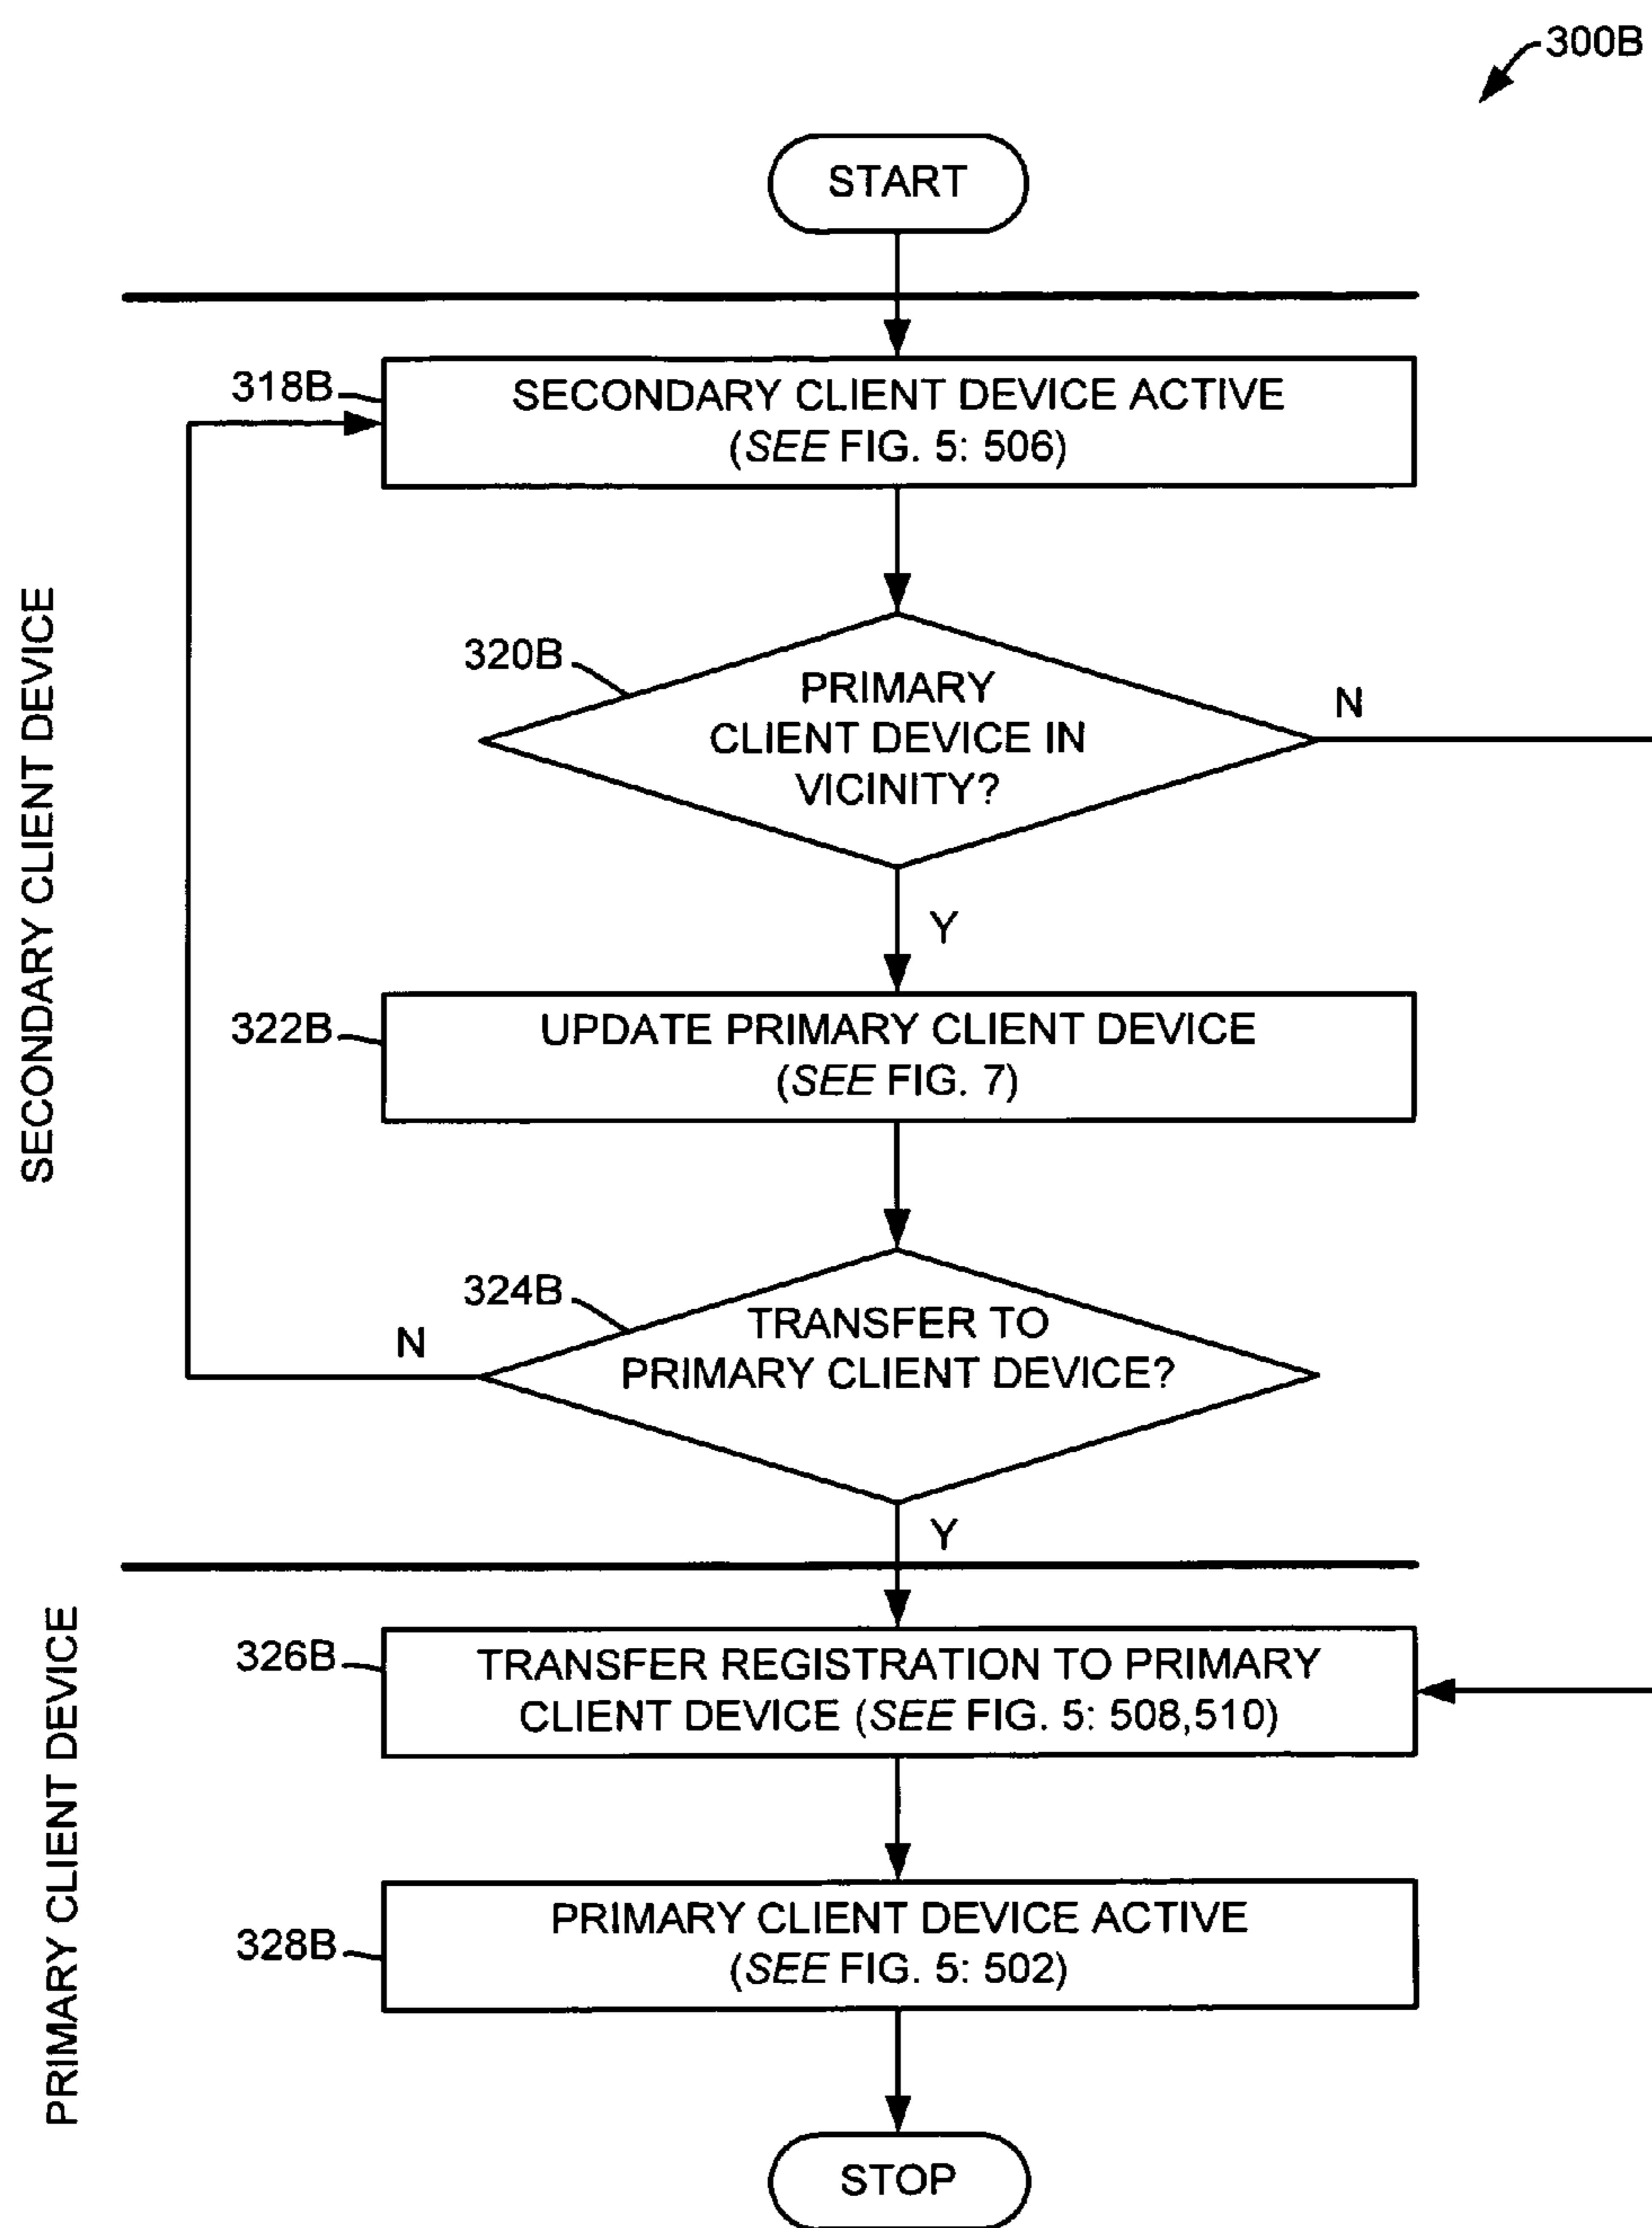 300B
START
318B
SECONDARY CLIENT DEVICE ACTIVE
(SEE FIG. 5: 506)
SECONDARY CLIENT DEVICE
320B
PRIMARY
CLIENT DEVICE IN
VICINITY?
N
Y
322B
UPDATE PRIMARY CLIENT DEVICE
(SEE FIG. 7)
324B
TRANSFER TO
PRIMARY CLIENT DEVICE?
N
Y
PRIMARY CLIENT DEVICE
326B
TRANSFER REGISTRATION TO PRIMARY
CLIENT DEVICE (SEE FIG. 5: 508,510)
328B
PRIMARY CLIENT DEVICE ACTIVE
(SEE FIG. 5: 502)
STOP